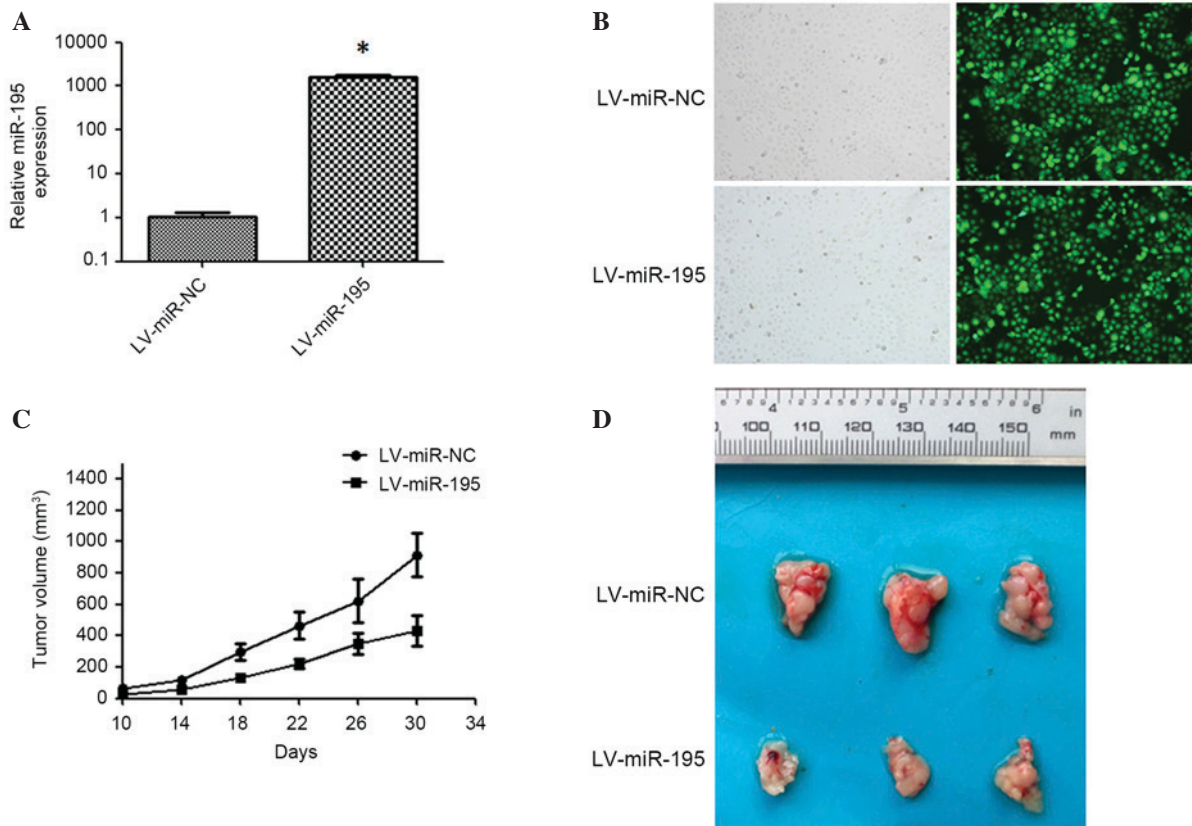 A
Relative miR-195
expression
10000
1000
100
10
1
0.1
*
LV-miR-NC
LV-miR-195
B
LV-miR-NC
LV-miR-195
C
Tumor volume (mm³)
1400
1200
1000
800
600
400
200
0
10 14 18 22 26 30 34
Days
LV-miR-NC
LV-miR-195
D
4 5 6 in
100 110 120 130 140 150 mm
LV-miR-NC
LV-miR-195